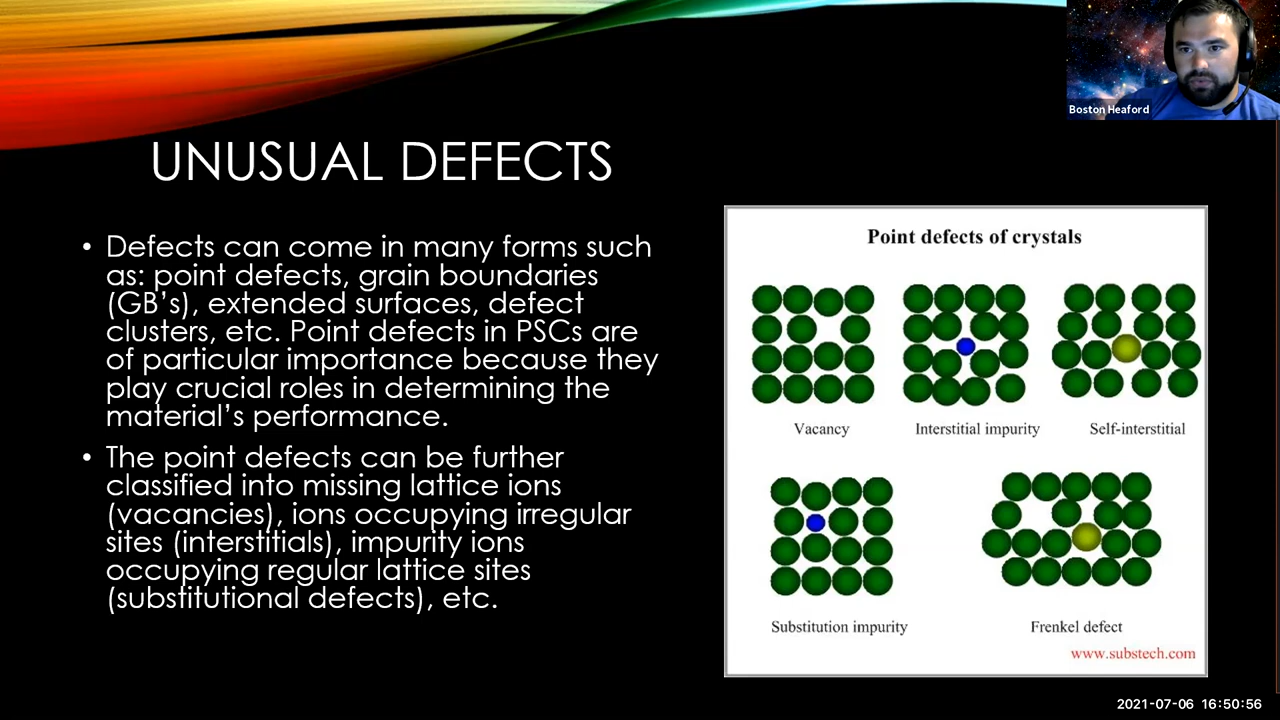 Boston Heaford
UNUSUAL DEFECTS
• Defects can come in many forms such
as: point defects, grain boundaries
(GB's), extended surfaces, defect
clusters, etc. Point defects in PSCs are
of particular importance because they
play crucial roles in determining the
material's performance.
• The point defects can be further
classified into missing lattice ions
(vacancies), ions occupying irregular
sites (interstitials), impurity ions
occupying regular lattice sites
(substitutional defects), etc.
Point defects of crystals
Vacancy
Interstitial impurity
Self-interstitial
Substitution impurity
Frenkel defect
www.substech.com
2021-07-06 16:50:56